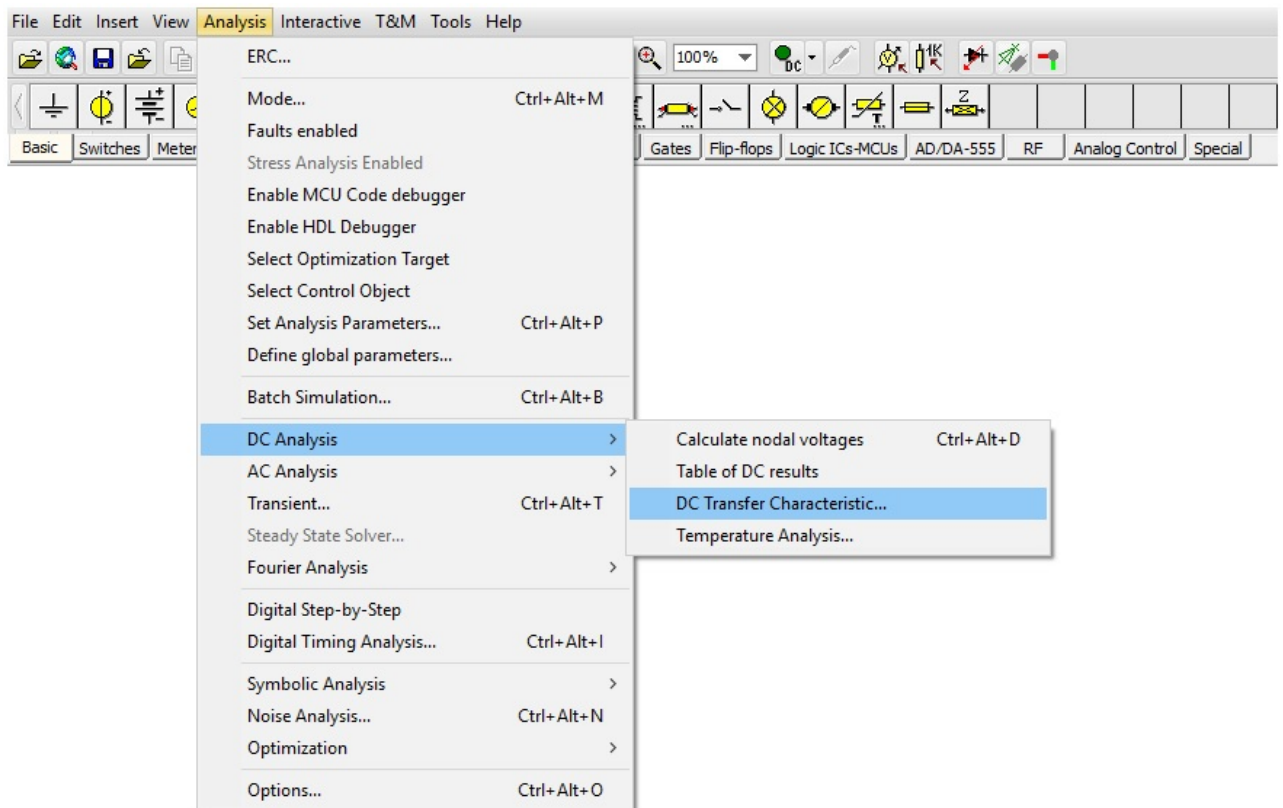 File Edit Insert View Analysis Interactive T&M Tools Help
100%
DC
1K
Z
T
Basic Switches Meter Gates Flip-flops Logic ICs-MCUs AD/DA-555 RF Analog Control Special
ERC...
Mode... Ctrl+Alt+M
Faults enabled
Stress Analysis Enabled
Enable MCU Code debugger
Enable HDL Debugger
Select Optimization Target
Select Control Object
Set Analysis Parameters... Ctrl+Alt+P
Define global parameters...
Batch Simulation... Ctrl+Alt+B
DC Analysis >
AC Analysis >
Transient... Ctrl+Alt+T
Steady State Solver...
Fourier Analysis >
Digital Step-by-Step
Digital Timing Analysis... Ctrl+Alt+I
Symbolic Analysis >
Noise Analysis... Ctrl+Alt+N
Optimization >
Options... Ctrl+Alt+O
Calculate nodal voltages Ctrl+Alt+D
Table of DC results
DC Transfer Characteristic...
Temperature Analysis...